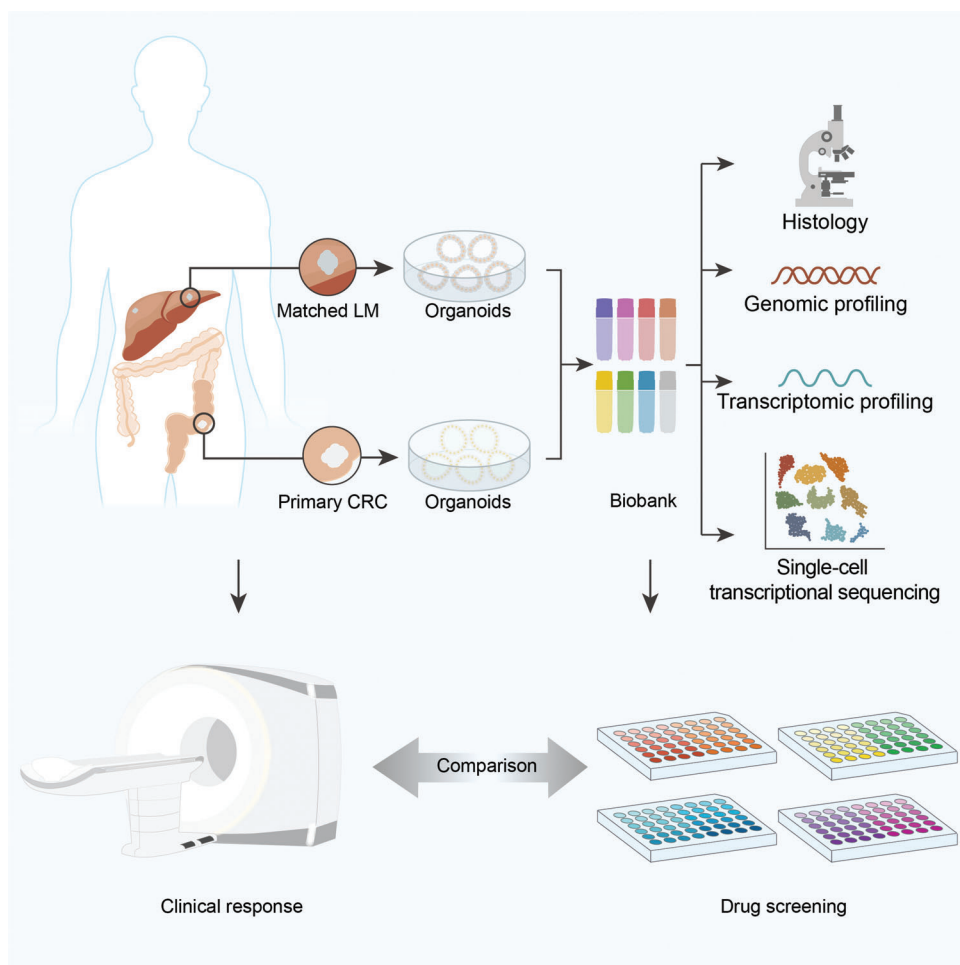 Histology
Matched LM
Organoids
Genomic profiling
Transcriptomic profiling
Primary CRC
Organoids
Biobank
Single-cell
transcriptional sequencing
Comparison
Clinical response
Drug screening